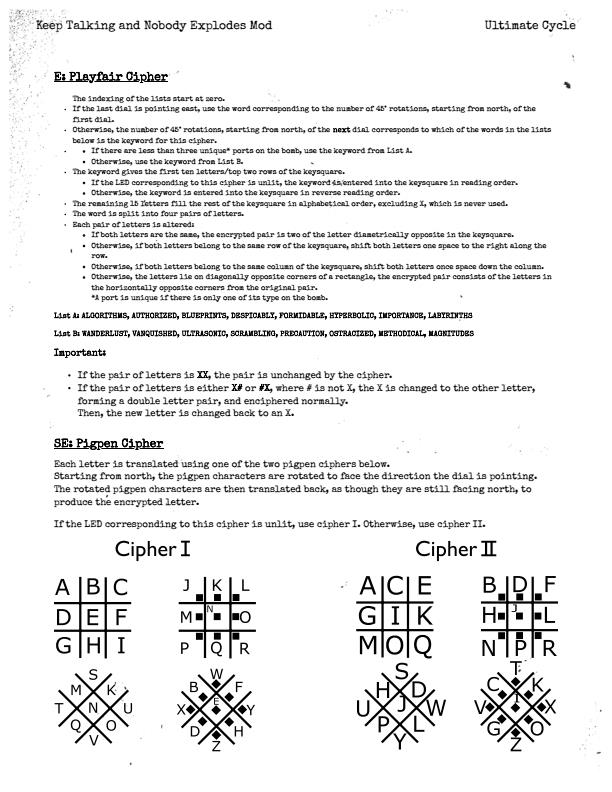 Keep Talking and Nobody Explodes Mod
Ultimate Cycle
E: Playfair Cipher
The indexing of the lists start at zero.
· If the last dial is pointing east, use the word corresponding to the number of 45° rotations, starting from north, of the
first dial.
· Otherwise, the number of 45° rotations, starting from north, of the next dial corresponds to which of the words in the lists
below is the keyword for this cipher.
• If there are less than three unique* ports on the bomb, use the keyword from List A.
• Otherwise, use the keyword from List B.
· The keyword gives the first ten letters/top two rows of the keysquare.
• If the LED corresponding to this cipher is unlit, the keyword is entered into the keysquare in reading order.
• Otherwise, the keyword is entered into the keysquare in reverse reading order.
· The remaining 15 letters fill the rest of the keysquare in alphabetical order, excluding X, which is never used.
· The word is split into four pairs of letters.
· Each pair of letters is altered:
• If both letters are the same, the encrypted pair is two of the letter diametrically opposite in the keysquare.
• Otherwise, if both letters belong to the same row of the keysquare, shift both letters one space to the right along the
row.
• Otherwise, if both letters belong to the same column of the keysquare, shift both letters once space down the column.
• Otherwise, the letters lie on diagonally opposite corners of a rectangle, the encrypted pair consists of the letters in
the horizontally opposite corners from the original pair.
*A port is unique if there is only one of its type on the bomb.
List A: ALGORITHMS, AUTHORIZED, BLUEPRINTS, DESPICABLY, FORMIDABLE, HYPERBOLIC, IMPORTANCE, LABYRINTHS
List B: WANDERLUST, VANQUISHED, ULTRASONIC, SCRAMBLING, PRECAUTION, OSTRACIZED, METHODICAL, MAGNITUDES
Important:
• If the pair of letters is XX, the pair is unchanged by the cipher.
• If the pair of letters is either X# or #X, where # is not X, the X is changed to the other letter,
forming a double letter pair, and enciphered normally.
Then, the new letter is changed back to an X.
SE: Pigpen Cipher
Each letter is translated using one of the two pigpen ciphers below.
Starting from north, the pigpen characters are rotated to face the direction the dial is pointing.
The rotated pigpen characters are then translated back, as though they are still facing north, to
produce the encrypted letter.
If the LED corresponding to this cipher is unlit, use cipher I. Otherwise, use cipher II.
Cipher I
Cipher II
A B C
J K L
A C E
B D F
D E F
M N O
G I K
H J L
G H I
P Q R
M O Q
N P R
S
W
S
T
M K
B F
H D
C K
T N U
X E Y
U J W
V I X
Q O
D H
P L
G O
V
Z
Y
Z